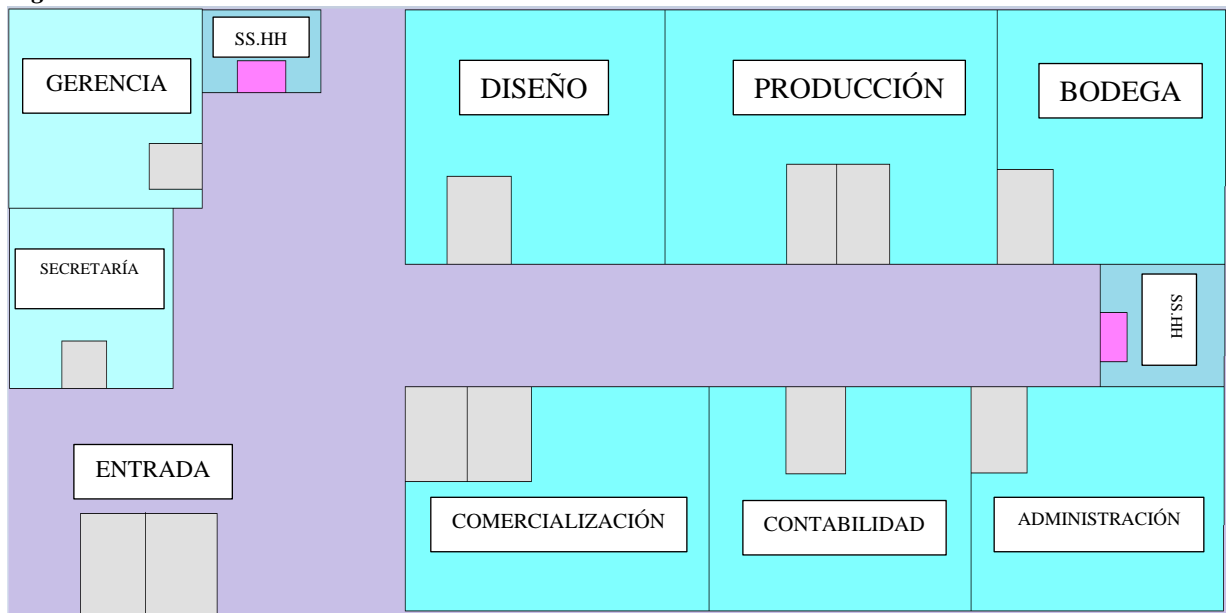 SS.HH
GERENCIA
DISEÑO
PRODUCCIÓN
BODEGA
SECRETARÍA
SS.HH
ENTRADA
COMERCIALIZACIÓN
CONTABILIDAD
ADMINISTRACIÓN